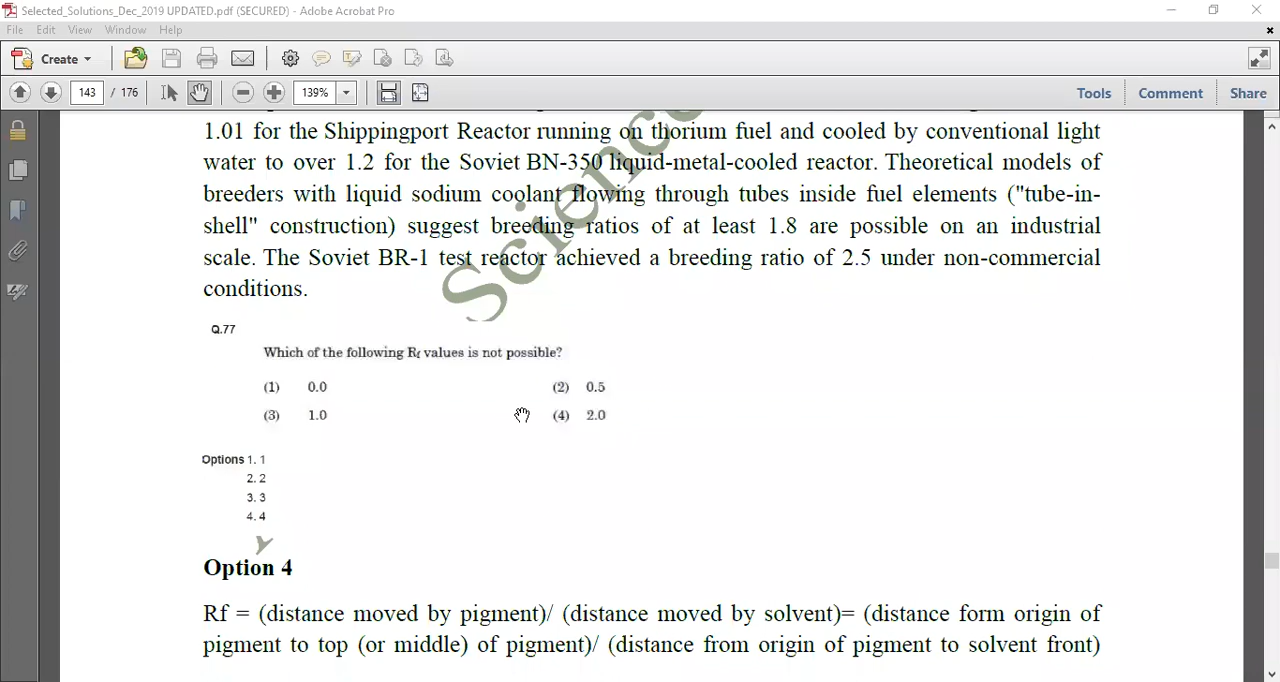 Selected_Solutions_Dec_2019 UPDATED.pdf (SECURED) - Adobe Acrobat Pro
File Edit View Window Help
Create
143 / 176 139% Tools Comment Share
1.01 for the Shippingport Reactor running on thorium fuel and cooled by conventional light
water to over 1.2 for the Soviet BN-350 liquid-metal-cooled reactor. Theoretical models of
breeders with liquid sodium coolant flowing through tubes inside fuel elements ("tube-in-
shell" construction) suggest breeding ratios of at least 1.8 are possible on an industrial
scale. The Soviet BR-1 test reactor achieved a breeding ratio of 2.5 under non-commercial
conditions.
Science
Q.77
Which of the following Rf values is not possible?
(1) 0.0 (2) 0.5
(3) 1.0 (4) 2.0
Options 1. 1
2. 2
3. 3
4. 4
Option 4
Rf = (distance moved by pigment)/ (distance moved by solvent)= (distance form origin of
pigment to top (or middle) of pigment)/ (distance from origin of pigment to solvent front)